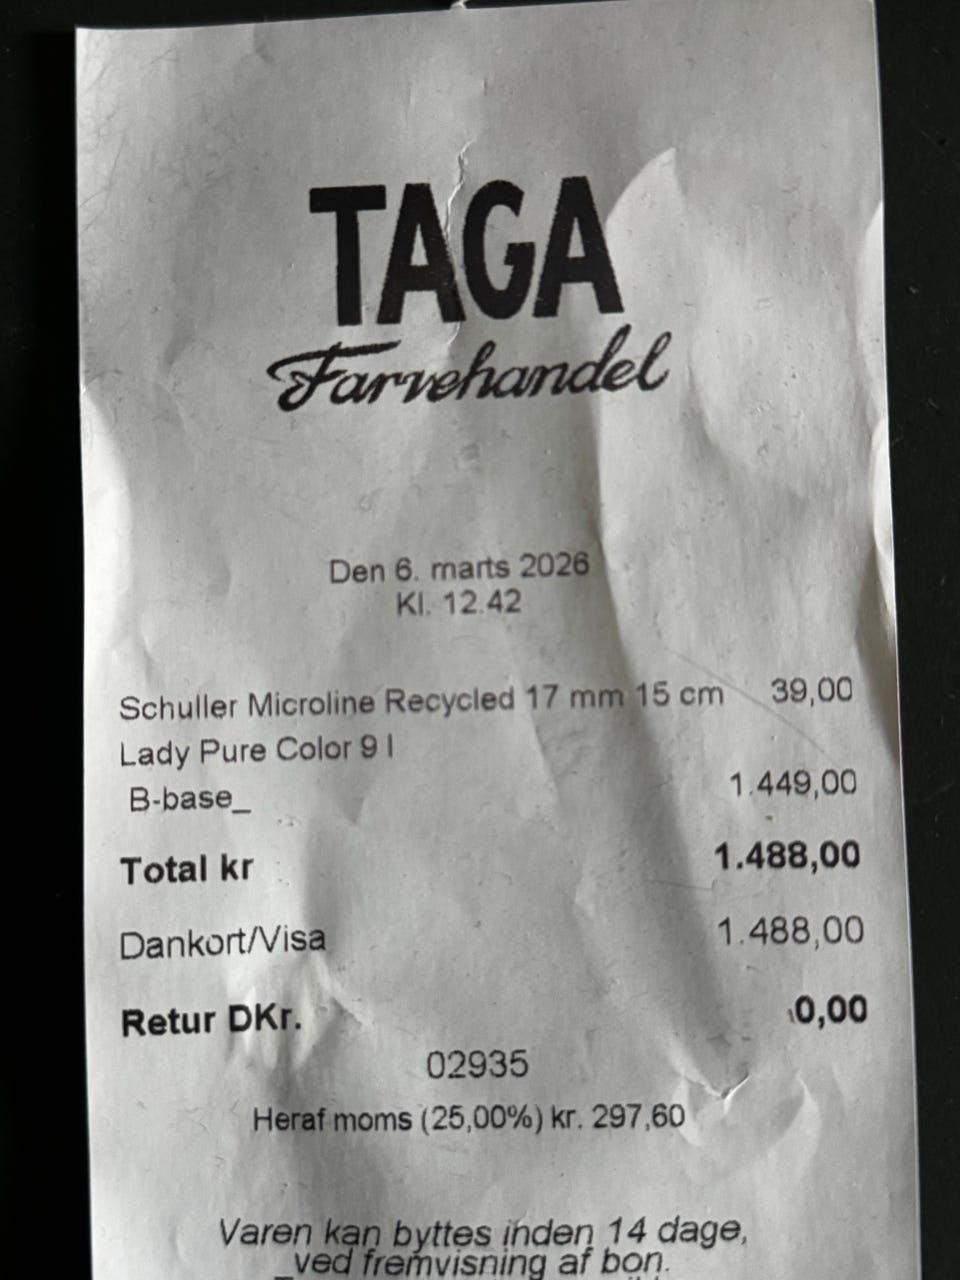 TAGA
Farvehandel
Den 6. marts 2026
Kl. 12.42
Schuller Microline Recycled 17 mm 15 cm 39,00
Lady Pure Color 9 l
B-base_ 1.449,00
Total kr 1.488,00
Dankort/Visa 1.488,00
Retur DKr. 0,00
02935
Heraf moms (25,00%) kr. 297,60
Varen kan byttes inden 14 dage,
ved fremvisning af bon.